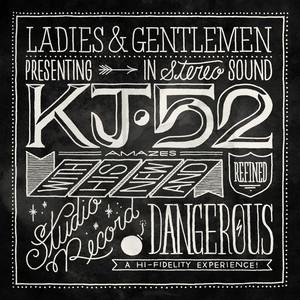 LADIES & GENTLEMEN
PRESENTING IN Stereo SOUND
KJ·52
AMAZES
WITH HIS NEW AND
REFINED
Studio Record
DANGEROUS
A HI-FIDELITY EXPERIENCE!